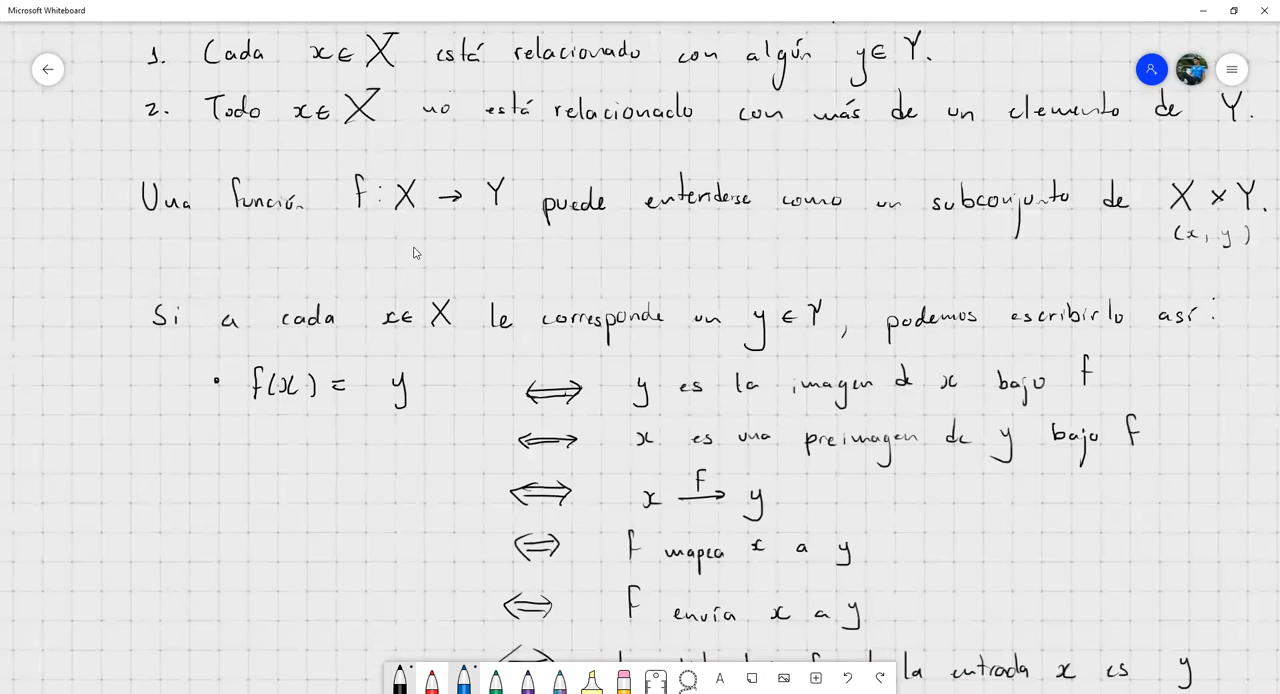 Microsoft Whiteboard
1. Cada x ∈ X está relacionado con algún y ∈ Y.
2. Todo x ∈ X no está relacionado con más de un elemento de Y.
Una función f : X → Y puede entenderse como un subconjunto de X × Y.
(x, y)
Si a cada x ∈ X le corresponde un y ∈ Y, podemos escribirlo así:
• f(x) = y ⟺ y es la imagen de x bajo f
⟺ x es una preimagen de y bajo f
⟺ x →f y
⟺ f mapea x a y
⟺ f envía x a y
la entrada x es y